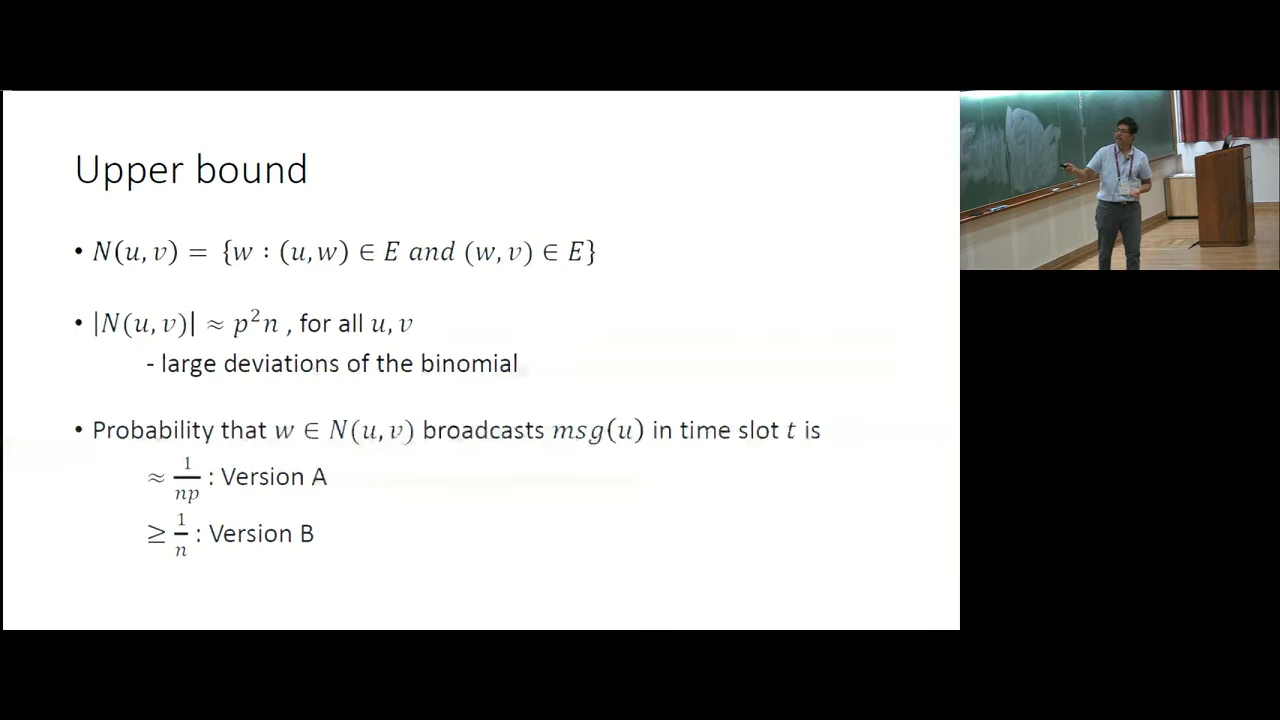 Upper bound
• N(u, v) = {w : (u, w) ∈ E and (w, v) ∈ E}
• |N(u, v)| ≈ p²n , for all u, v
- large deviations of the binomial
• Probability that w ∈ N(u, v) broadcasts msg(u) in time slot t is
≈ 1/np : Version A
≥ 1/n : Version B